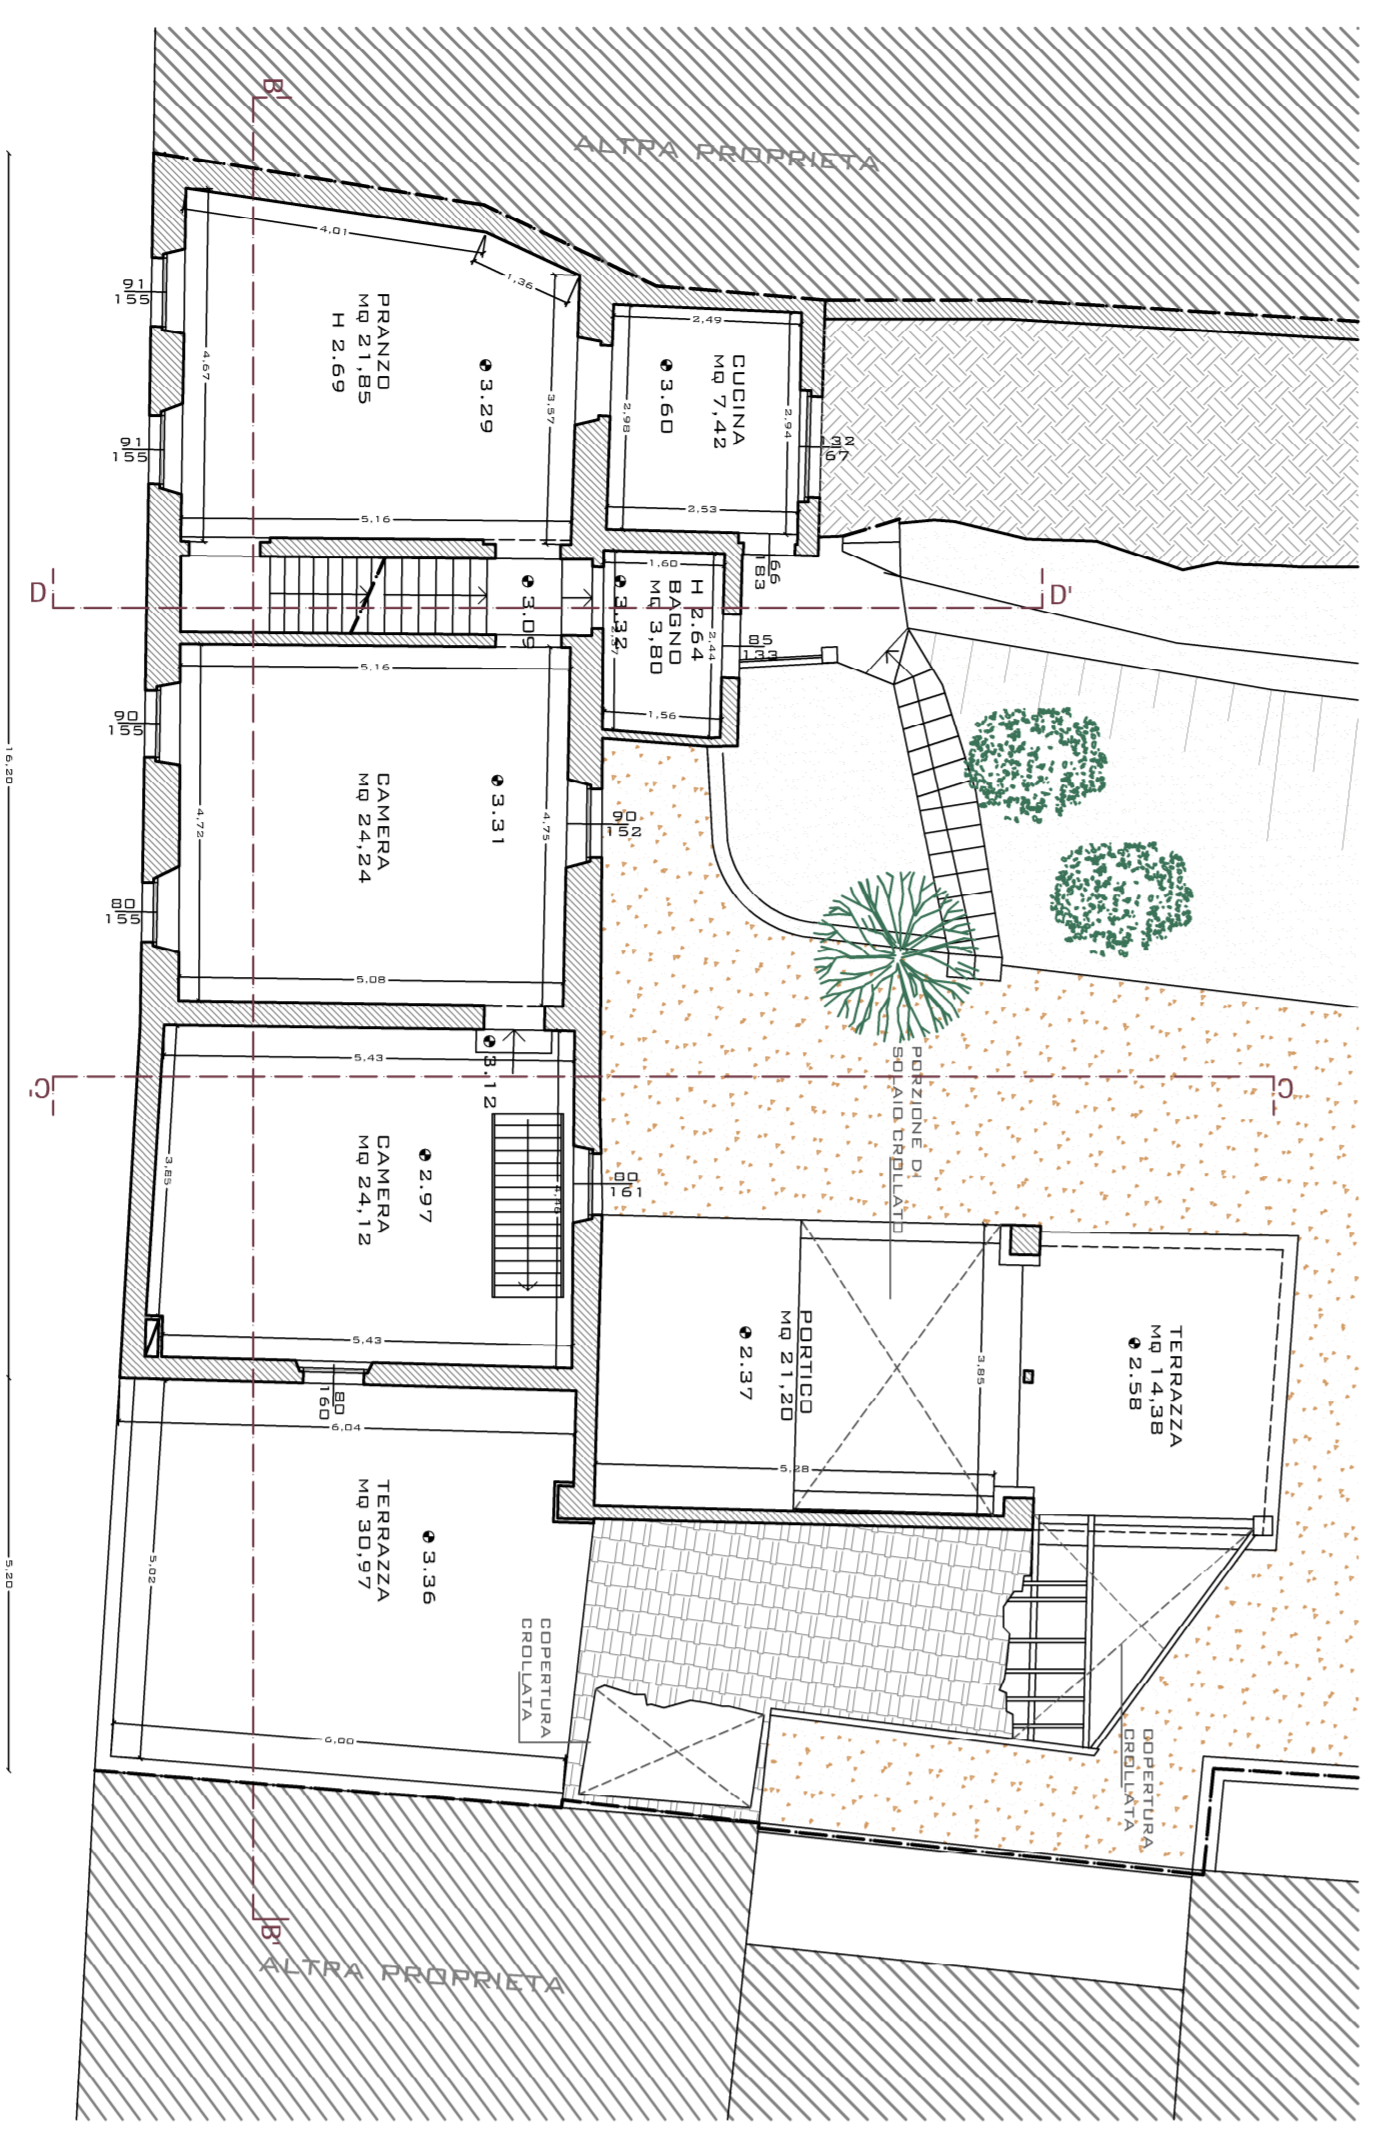 B'
ALTRA PROPRIETA
4,01
1,36
91
155
PRANZO
MQ 21,85
H 2.69
3.29
4,67
3,57
91
155
5,16
2,49
CUCINA
MQ 7,42
3.60
2,98
2,94
132
67
2,53
66
183
D
D'
3.09
3.32
1,60
H 2.64
BAGNO
MQ 3,80
2,44
85
133
1,56
5,16
90
155
CAMERA
MQ 24,24
3.31
4,72
4,75
90
152
80
155
5,08
16,20
5,43
3.12
C'
C
PORZIONE DI
SOLAIO CROLLATO
CAMERA
MQ 24,12
2.97
3,85
80
161
5,43
PORTICO
MQ 21,20
2.37
3,85
5,28
TERRAZZA
MQ 14,38
2.58
80
160
6,04
TERRAZZA
MQ 30,97
3.36
5,02
5,20
6,00
COPERTURA
CROLLATA
COPERTURA
CROLLATA
B'
ALTRA PROPRIETA